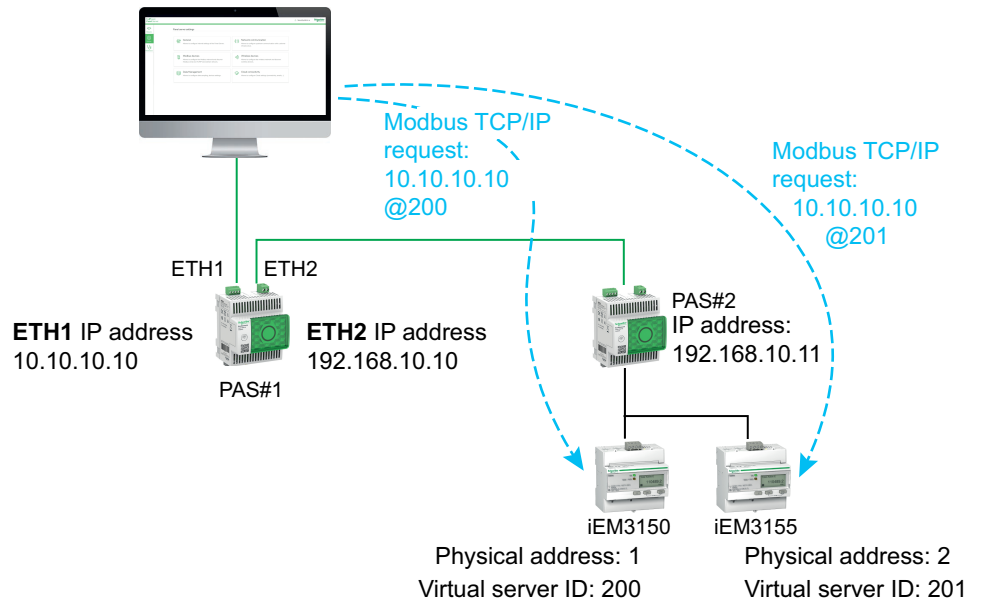 Modbus TCP/IP
request:
10.10.10.10
@200
Modbus TCP/IP
request:
10.10.10.10
@201
ETH1
ETH2
ETH1 IP address
10.10.10.10
ETH2 IP address
192.168.10.10
PAS#1
PAS#2
IP address:
192.168.10.11
iEM3150
iEM3155
Physical address: 1
Virtual server ID: 200
Physical address: 2
Virtual server ID: 201